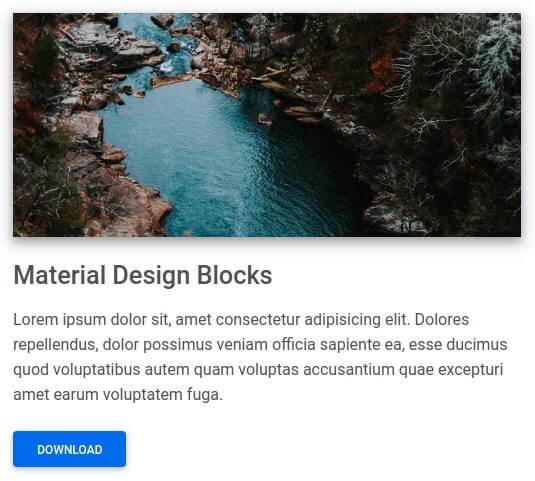 Material Design Blocks
Lorem ipsum dolor sit, amet consectetur adipisicing elit. Dolores
repellendus, dolor possimus veniam officia sapiente ea, esse ducimus
quod voluptatibus autem quam voluptas accusantium quae excepturi
amet earum voluptatem fuga.
DOWNLOAD